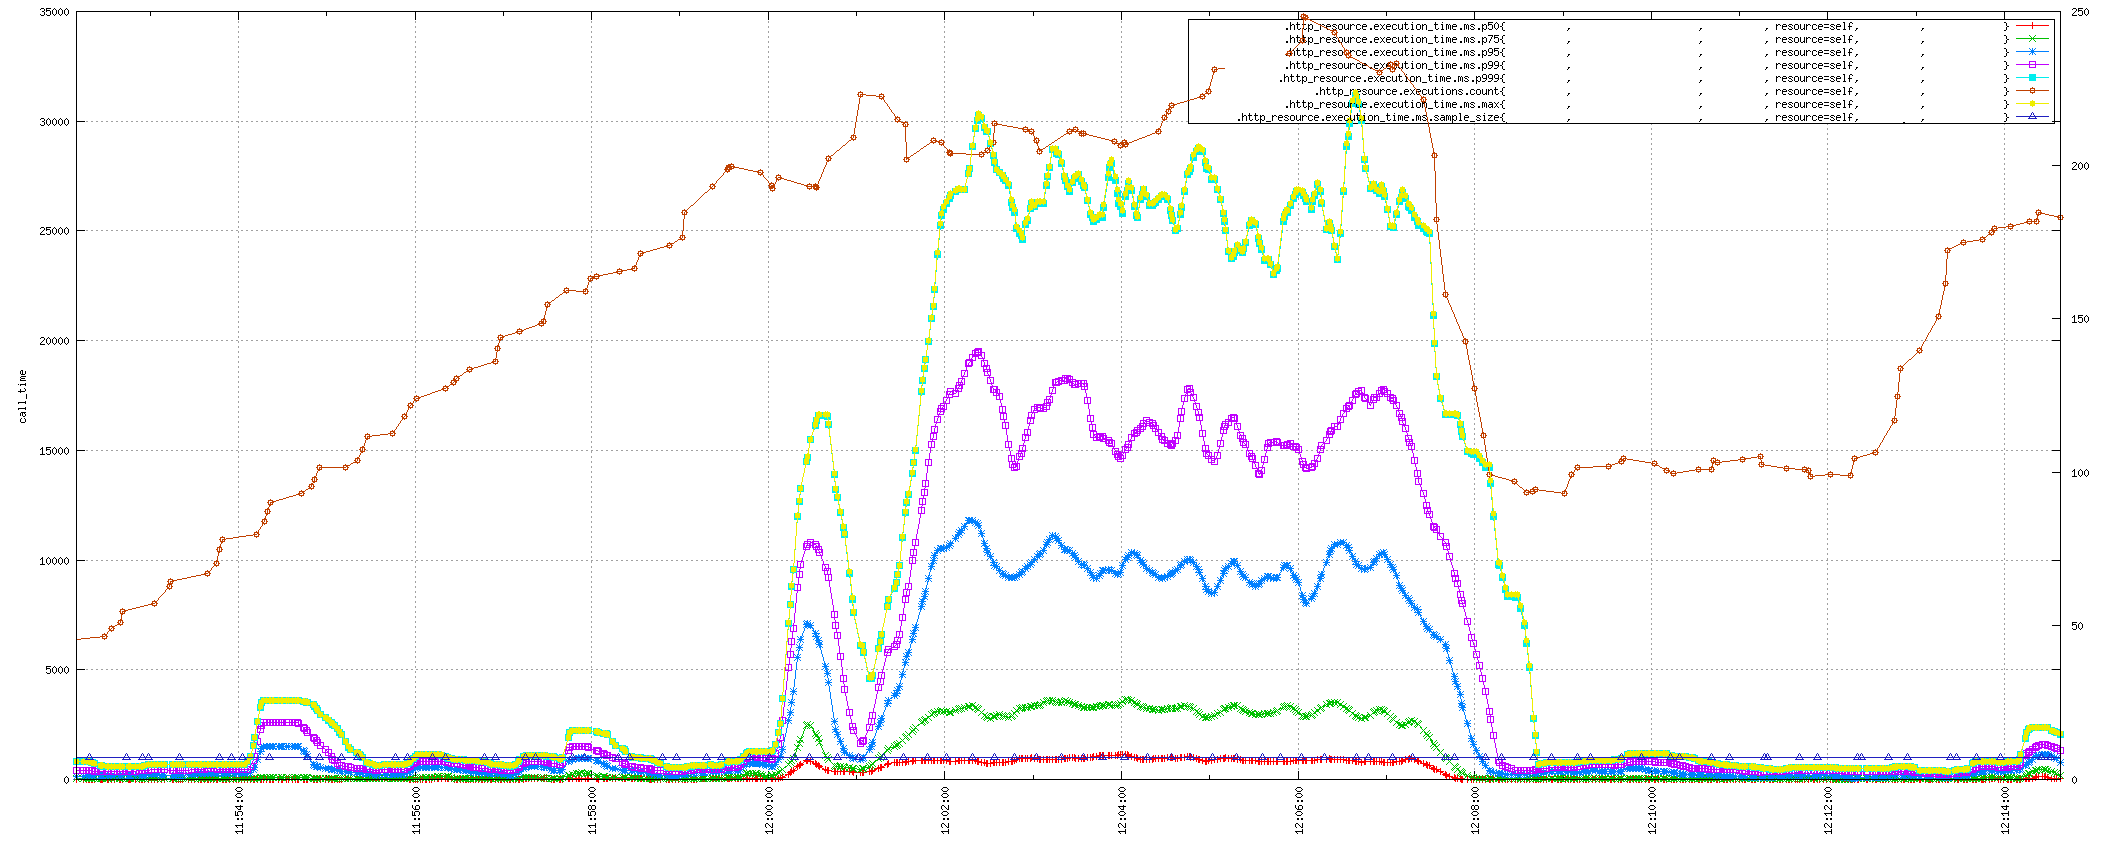 35000
30000
25000
20000
15000
10000
5000
0
call_time
250
200
150
100
50
0
.http_resource.execution_time.ms.p50{ , , , resource=self, , }
.http_resource.execution_time.ms.p75{ , , , resource=self, , }
.http_resource.execution_time.ms.p95{ , , , resource=self, , }
.http_resource.execution_time.ms.p99{ , , , resource=self, , }
.http_resource.execution_time.ms.p999{ , , , resource=self, , }
.http_resource.executions.count{ , , , resource=self, , }
.http_resource.execution_time.ms.max{ , , , resource=self, , }
.http_resource.execution_time.ms.sample_size{ , , , resource=self, , }
11:54:00
11:56:00
11:58:00
12:00:00
12:02:00
12:04:00
12:06:00
12:08:00
12:10:00
12:12:00
12:14:00